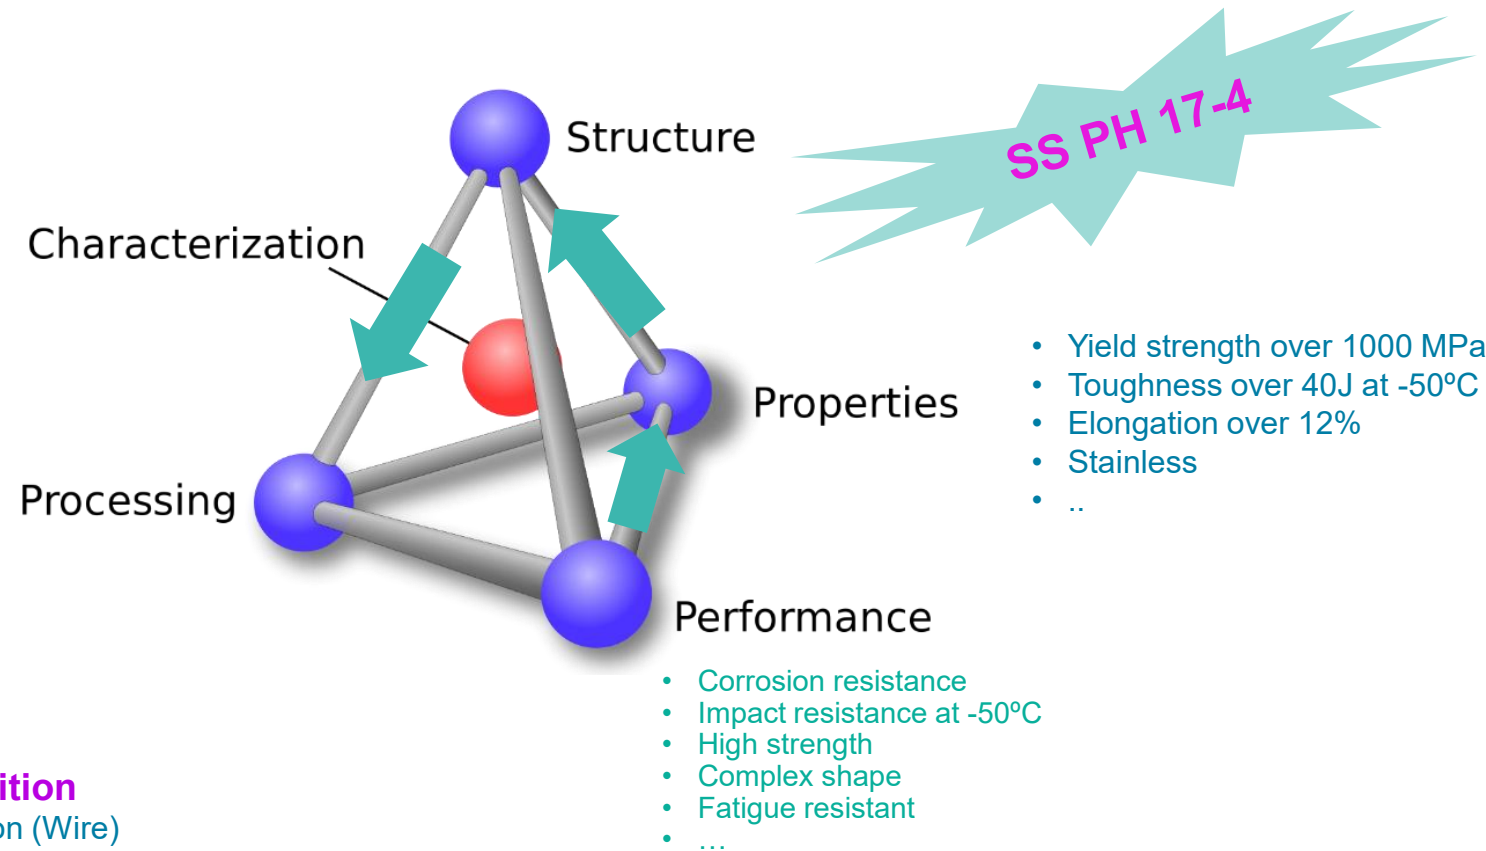 SS PH 17-4
Structure
Characterization
Properties
• Yield strength over 1000 MPa
• Toughness over 40J at -50ºC
• Elongation over 12%
• Stainless
• ..
Processing
Performance
• Corrosion resistance
• Impact resistance at -50ºC
• High strength
• Complex shape
• Fatigue resistant
• ...
ition
on (Wire)